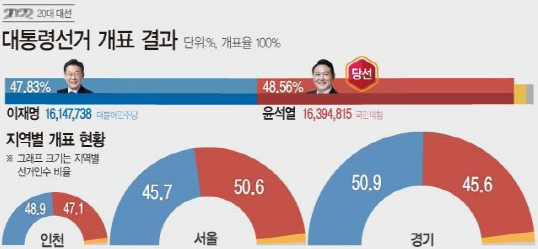 2022 20대 대선
대통령선거 개표 결과 단위:%, 개표율 100%
47.83% 48.56% 당선
이재명 16,147,738 더불어민주당 윤석열 16,394,815 국민의힘
지역별 개표 현황
※ 그래프 크기는 지역별
선거인수 비율
48.9 47.1
인천
45.7 50.6
서울
50.9 45.6
경기